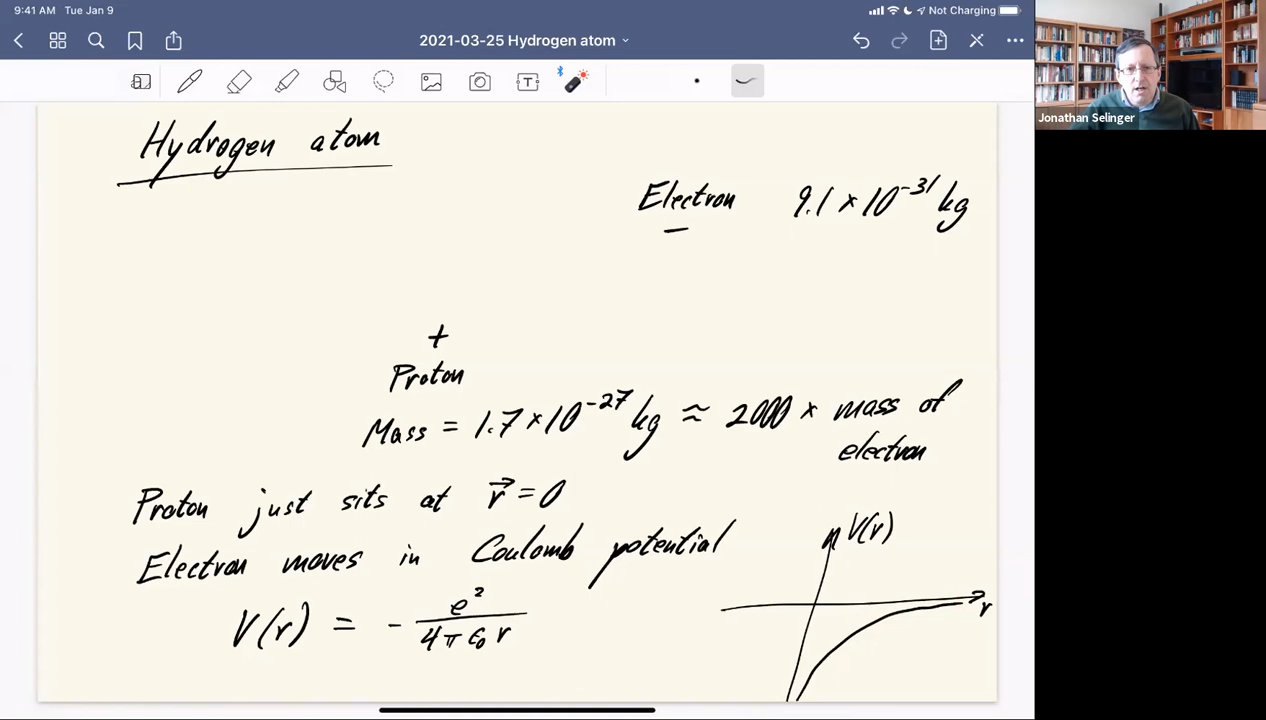 9:41 AM Tue Jan 9
Not Charging
2021-03-25 Hydrogen atom
Jonathan Selinger
Hydrogen atom
Electron 9.1 × 10⁻³¹ kg
−
+
Proton
Mass = 1.7 × 10⁻²⁷ kg ≈ 2000 × mass of
electron
Proton just sits at r⃗ = 0
Electron moves in Coulomb potential
V(r) = - e² / 4π ε₀ r
V(r)
r